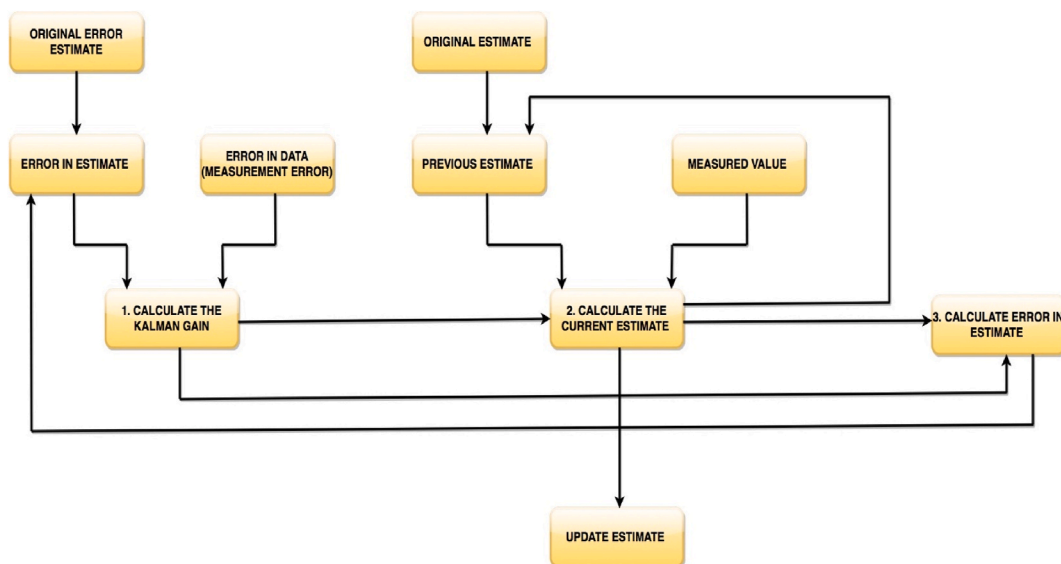 ORIGINAL ERROR
ESTIMATE
ORIGINAL ESTIMATE
ERROR IN ESTIMATE
ERROR IN DATA
(MEASUREMENT ERROR)
PREVIOUS ESTIMATE
MEASURED VALUE
1. CALCULATE THE
KALMAN GAIN
2. CALCULATE THE
CURRENT ESTIMATE
3. CALCULATE ERROR IN
ESTIMATE
UPDATE ESTIMATE